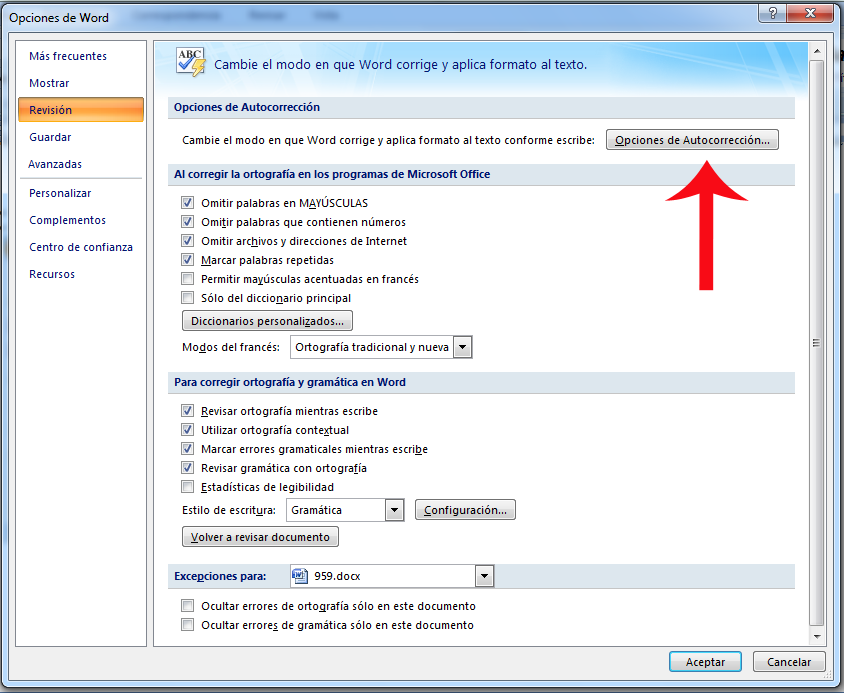 Opciones de Word
Más frecuentes
Mostrar
Revisión
Guardar
Avanzadas
Personalizar
Complementos
Centro de confianza
Recursos
ABC
Cambie el modo en que Word corrige y aplica formato al texto.
Opciones de Autocorrección
Cambie el modo en que Word corrige y aplica formato al texto conforme escribe: Opciones de Autocorrección...
Al corregir la ortografía en los programas de Microsoft Office
Omitir palabras en MAYÚSCULAS
Omitir palabras que contienen números
Omitir archivos y direcciones de Internet
Marcar palabras repetidas
Permitir mayúsculas acentuadas en francés
Sólo del diccionario principal
Diccionarios personalizados...
Modos del francés: Ortografía tradicional y nueva
Para corregir ortografía y gramática en Word
Revisar ortografía mientras escribe
Utilizar ortografía contextual
Marcar errores gramaticales mientras escribe
Revisar gramática con ortografía
Estadísticas de legibilidad
Estilo de escritura: Gramática Configuración...
Volver a revisar documento
Excepciones para: 959.docx
Ocultar errores de ortografía sólo en este documento
Ocultar errores de gramática sólo en este documento
Aceptar Cancelar